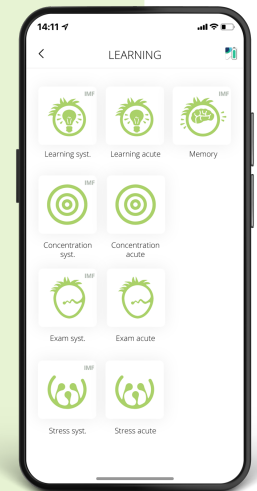 14:11
LEARNING
IMF
IMF
Learning syst. Learning acute Memory
IMF
Concentration Concentration
syst. acute
IMF
Exam syst. Exam acute
IMF
Stress syst. Stress acute